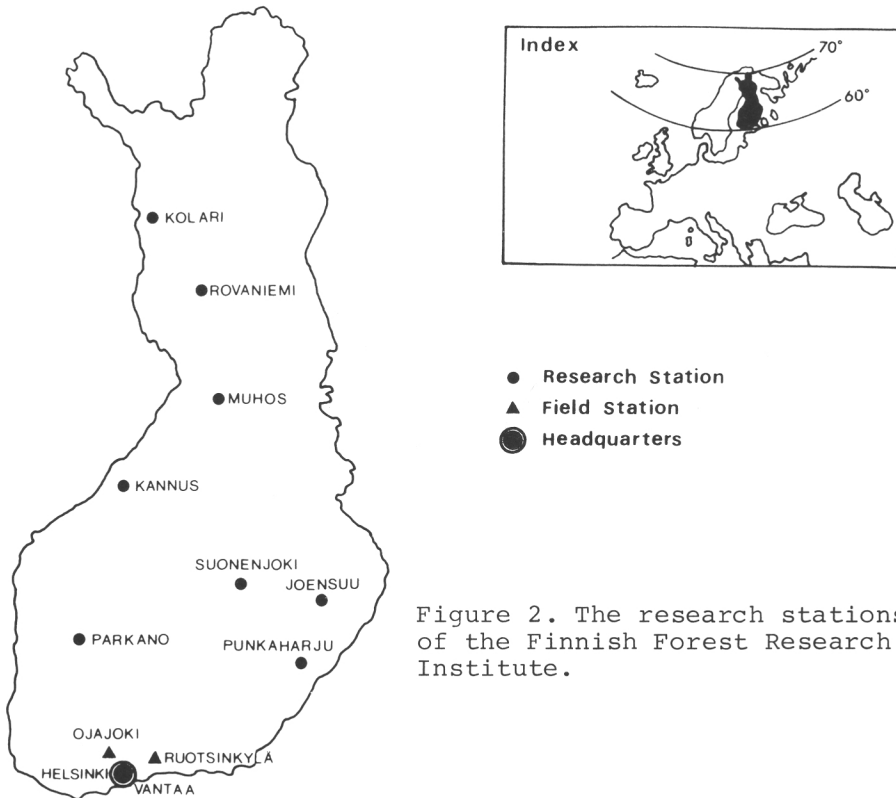 Index
70°
60°
KOLARI
ROVANIEMI
MUHOS
KANNUS
SUONENJOKI
JOENSUU
PARKANO
PUNKAHARJU
OJAJOKI
RUOTSINKYLÄ
HELSINKI
VANTAA
Research Station
Field Station
Headquarters
Figure 2. The research stations
of the Finnish Forest Research
Institute.